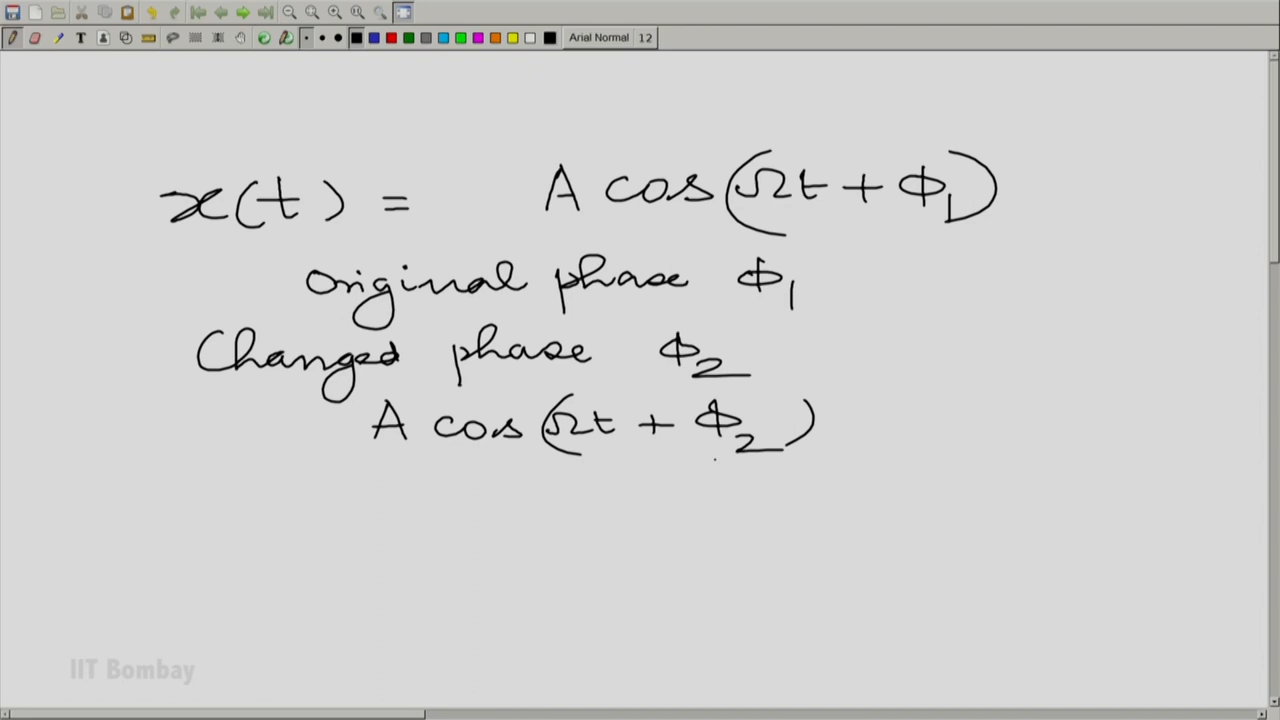 T Arial Normal 12
x(t) = A cos(Ωt + Φ₁)
Original phase Φ₁
Changed phase Φ₂
A cos(Ωt + Φ₂)
IIT Bombay